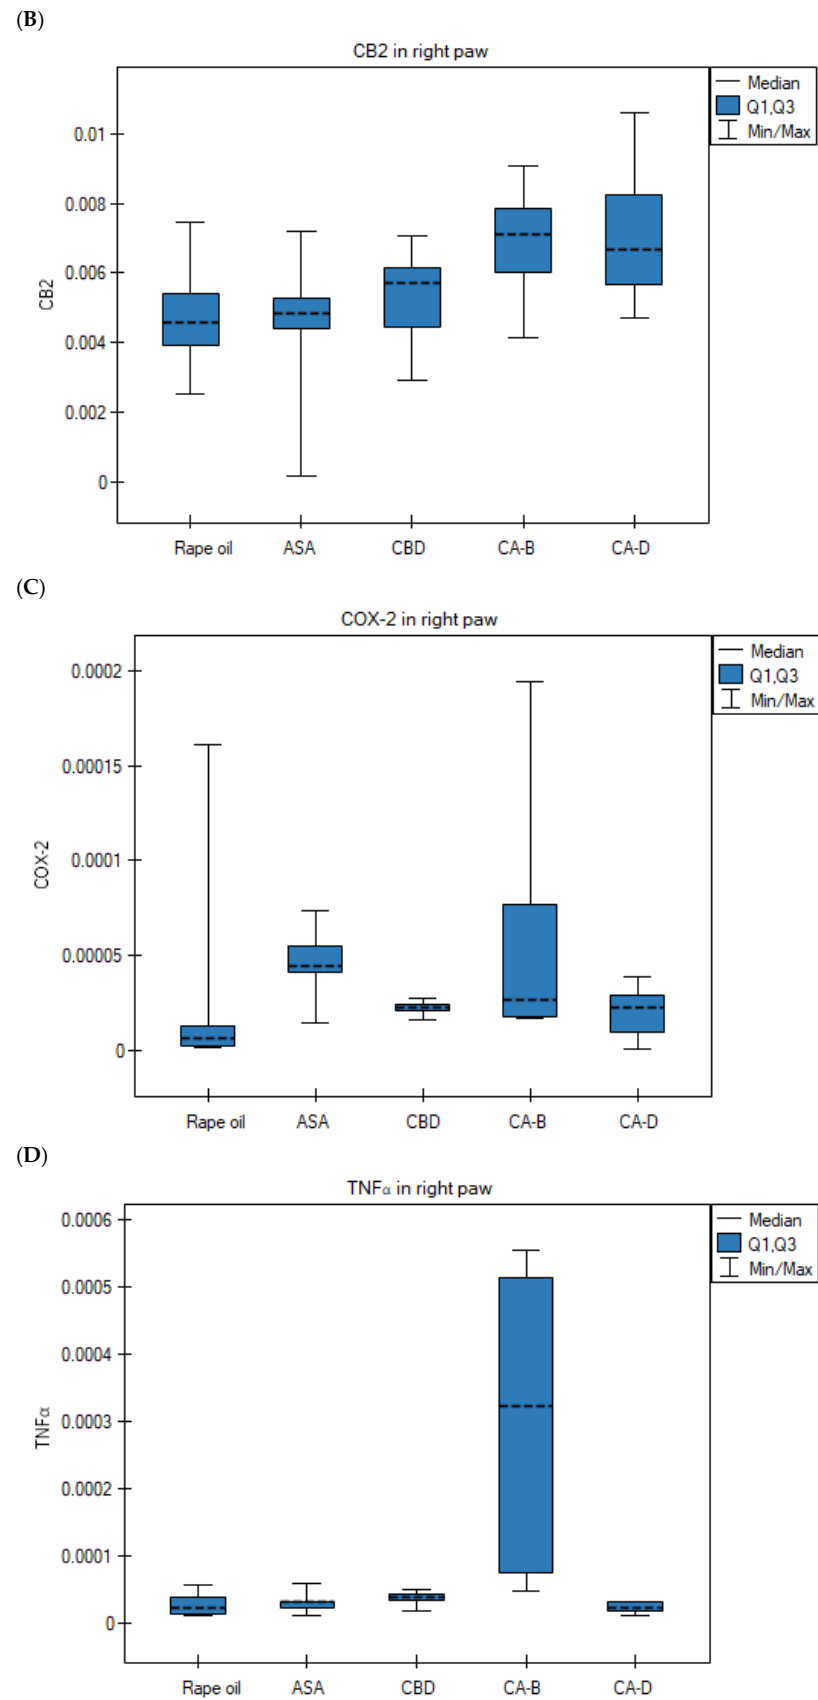 (B)
CB2 in right paw
Median
Q1,Q3
Min/Max
0.01
0.008
0.006
0.004
0.002
0
CB2
Rape oil ASA CBD CA-B CA-D
(C)
COX-2 in right paw
Median
Q1,Q3
Min/Max
0.0002
0.00015
0.0001
0.00005
0
COX-2
Rape oil ASA CBD CA-B CA-D
(D)
TNFα in right paw
Median
Q1,Q3
Min/Max
0.0006
0.0005
0.0004
0.0003
0.0002
0.0001
0
TNFα
Rape oil ASA CBD CA-B CA-D